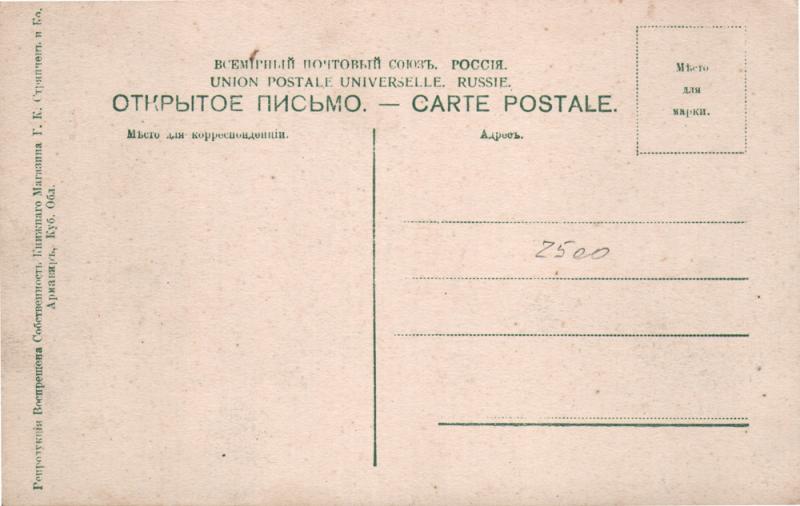 ВСЕМІРНЫЙ ПОЧТОВЫЙ СОЮЗЪ. РОССІЯ.
UNION POSTALE UNIVERSELLE. RUSSIE.
ОТКРЫТОЕ ПИСЬМО. — CARTE POSTALE.
Мѣсто для корреспонденціи.
Адресъ.
Мѣсто
для
марки.
2500
Репродукція Воспрещена Собственность Книжнаго Магазина Г. К. Стряпчевъ и Ко.
Армавиръ, Куб. Обл.